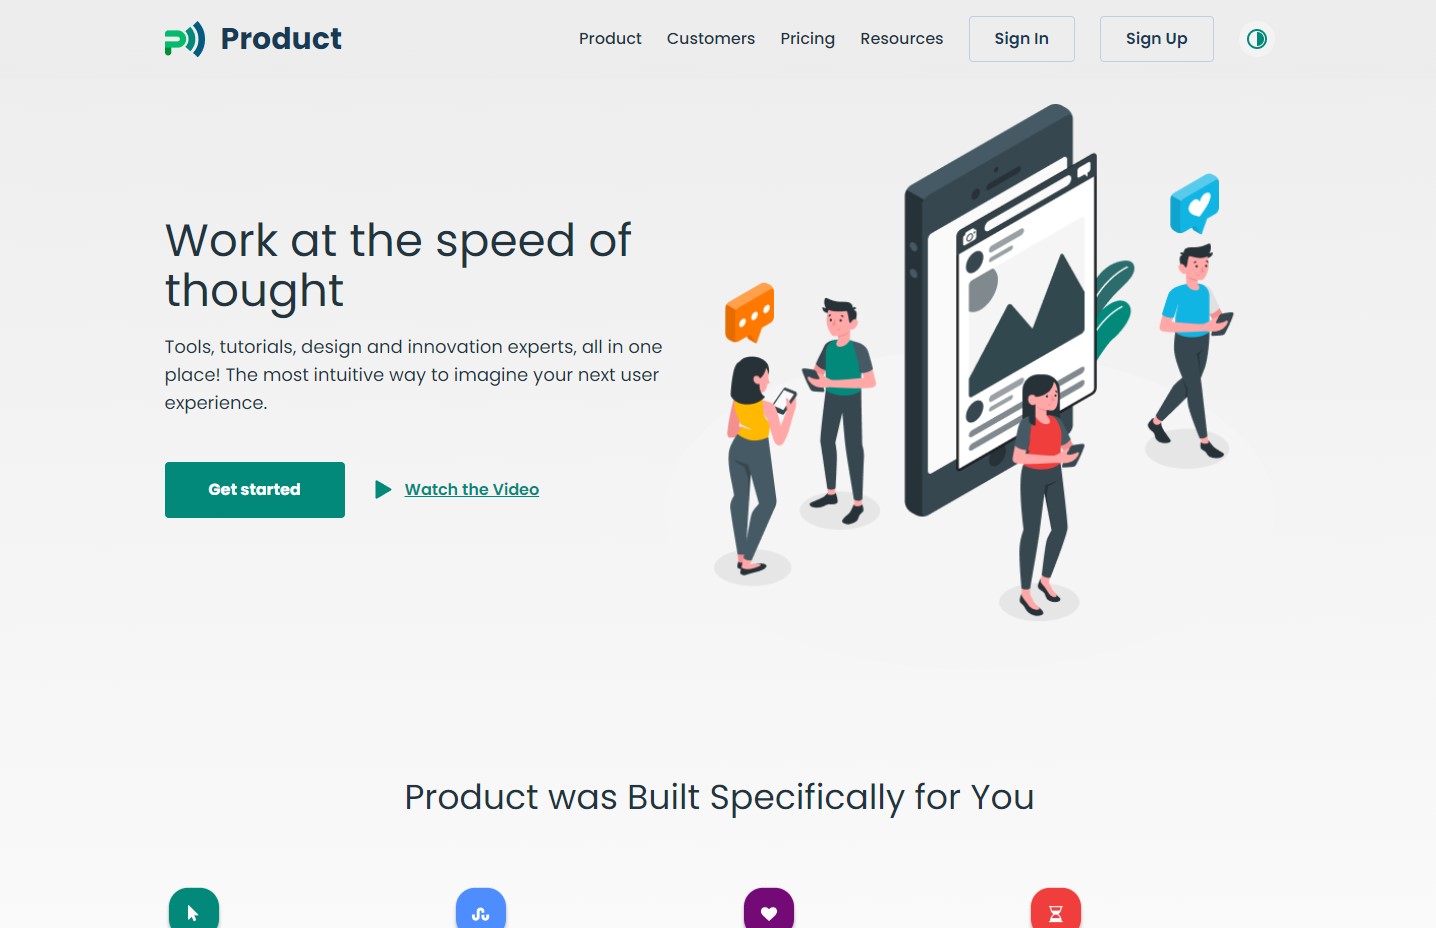 Product
Product Customers Pricing Resources Sign In Sign Up
Work at the speed of
thought
Tools, tutorials, design and innovation experts, all in one
place! The most intuitive way to imagine your next user
experience.
Get started
Watch the Video
Product was Built Specifically for You